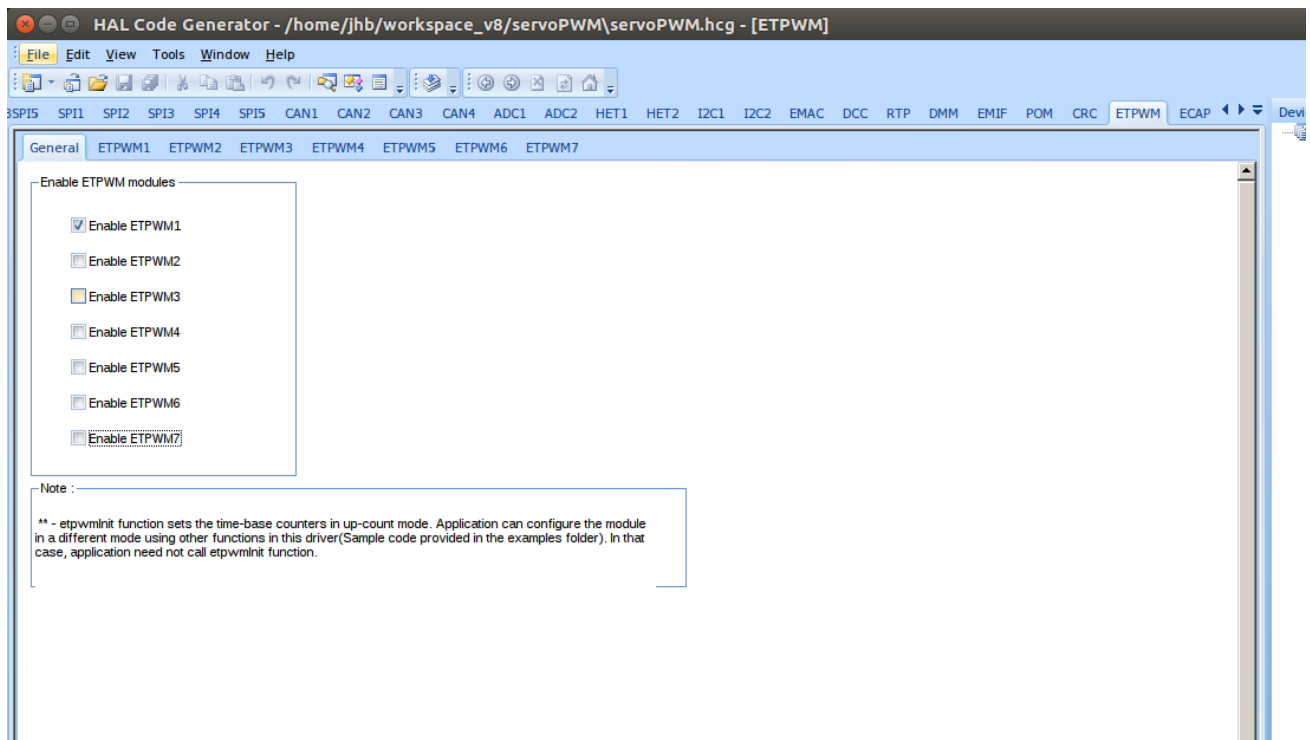 HAL Code Generator - /home/jhb/workspace_v8/servoPWM\servoPWM.hcg - [ETPWM]
File Edit View Tools Window Help
SPI5 SPI1 SPI2 SPI3 SPI4 SPI5 CAN1 CAN2 CAN3 CAN4 ADC1 ADC2 HET1 HET2 I2C1 I2C2 EMAC DCC RTP DMM EMIF POM CRC ETPWM ECAP Devi
General ETPWM1 ETPWM2 ETPWM3 ETPWM4 ETPWM5 ETPWM6 ETPWM7
Enable ETPWM modules
Enable ETPWM1
Enable ETPWM2
Enable ETPWM3
Enable ETPWM4
Enable ETPWM5
Enable ETPWM6
Enable ETPWM7
Note :
** - etpwmInit function sets the time-base counters in up-count mode. Application can configure the module
in a different mode using other functions in this driver(Sample code provided in the examples folder). In that
case, application need not call etpwmInit function.